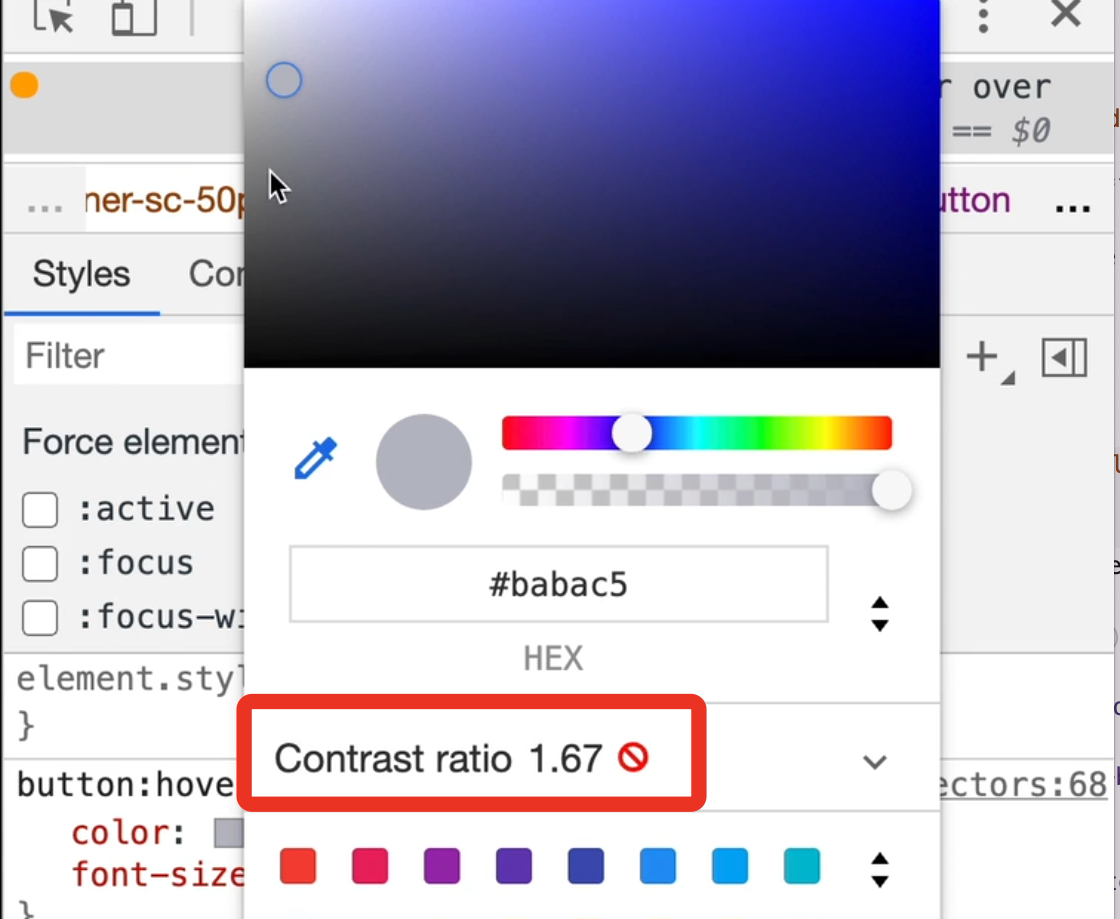 r over
== $0
... ner-sc-50p utton ...
Styles Con
Filter
Force element
:active
:focus
:focus-wi
#babac5
HEX
element.styl
}
Contrast ratio 1.67
button:hove ectors:68
color:
font-size
}